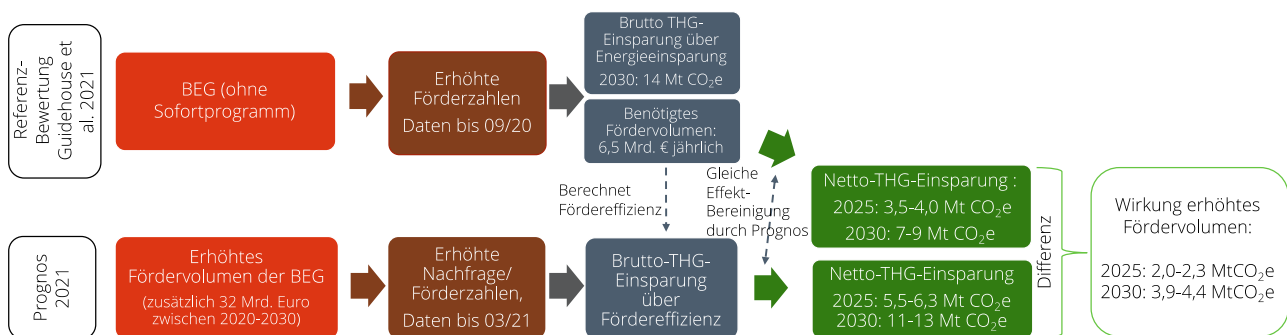 Referenz-
Bewertung
Guidehouse et
al. 2021
BEG (ohne
Sofortprogramm)
Erhöhte
Förderzahlen
Daten bis 09/20
Brutto THG-
Einsparung über
Energieeinsparung
2030: 14 Mt CO₂e
Benötigtes
Fördervolumen:
6,5 Mrd. € jährlich
Berechnet
Fördereffizienz
Gleiche
Effekt-
Bereinigung
durch Prognos
Netto-THG-Einsparung :
2025: 3,5-4,0 Mt CO₂e
2030: 7-9 Mt CO₂e
Prognos
2021
Erhöhtes
Fördervolumen der BEG
(zusätzlich 32 Mrd. Euro
zwischen 2020-2030)
Erhöhte
Nachfrage/
Förderzahlen,
Daten bis 03/21
Brutto-THG-
Einsparung
über
Fördereffizienz
Netto-THG-Einsparung
2025: 5,5-6,3 Mt CO₂e
2030: 11-13 Mt CO₂e
Differenz
Wirkung erhöhtes
Fördervolumen:
2025: 2,0-2,3 MtCO₂e
2030: 3,9-4,4 MtCO₂e